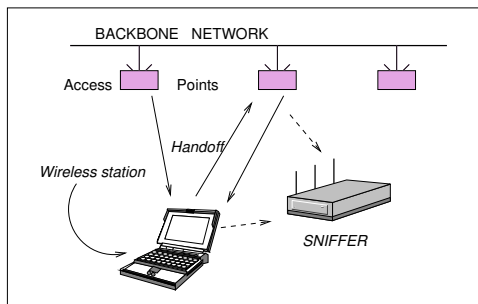 BACKBONE NETWORK
Access Points
Handoff
Wireless station
SNIFFER